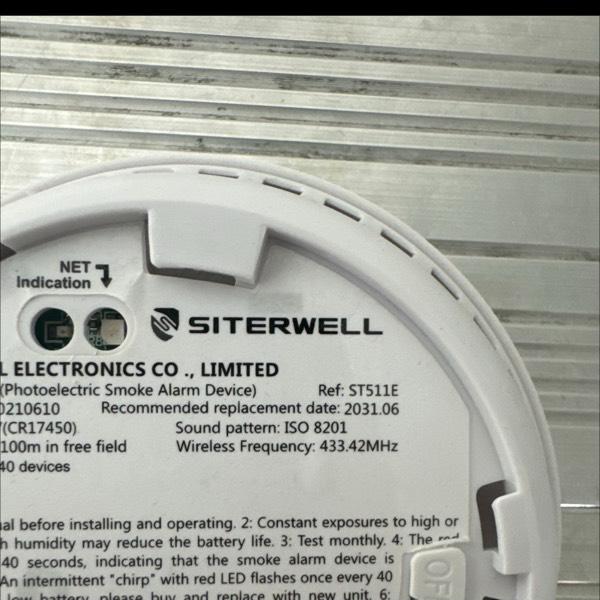 NET
Indication
SITERWELL
L ELECTRONICS CO ., LIMITED
(Photoelectric Smoke Alarm Device) Ref: ST511E
0210610 Recommended replacement date: 2031.06
(CR17450) Sound pattern: ISO 8201
100m in free field Wireless Frequency: 433.42MHz
40 devices
al before installing and operating. 2: Constant exposures to high or
h humidity may reduce the battery life. 3: Test monthly. 4: The red
40 seconds, indicating that the smoke alarm device is
An intermittent "chirp" with red LED flashes once every 40
low battery, please buy and replace with new unit. 6:
OFF